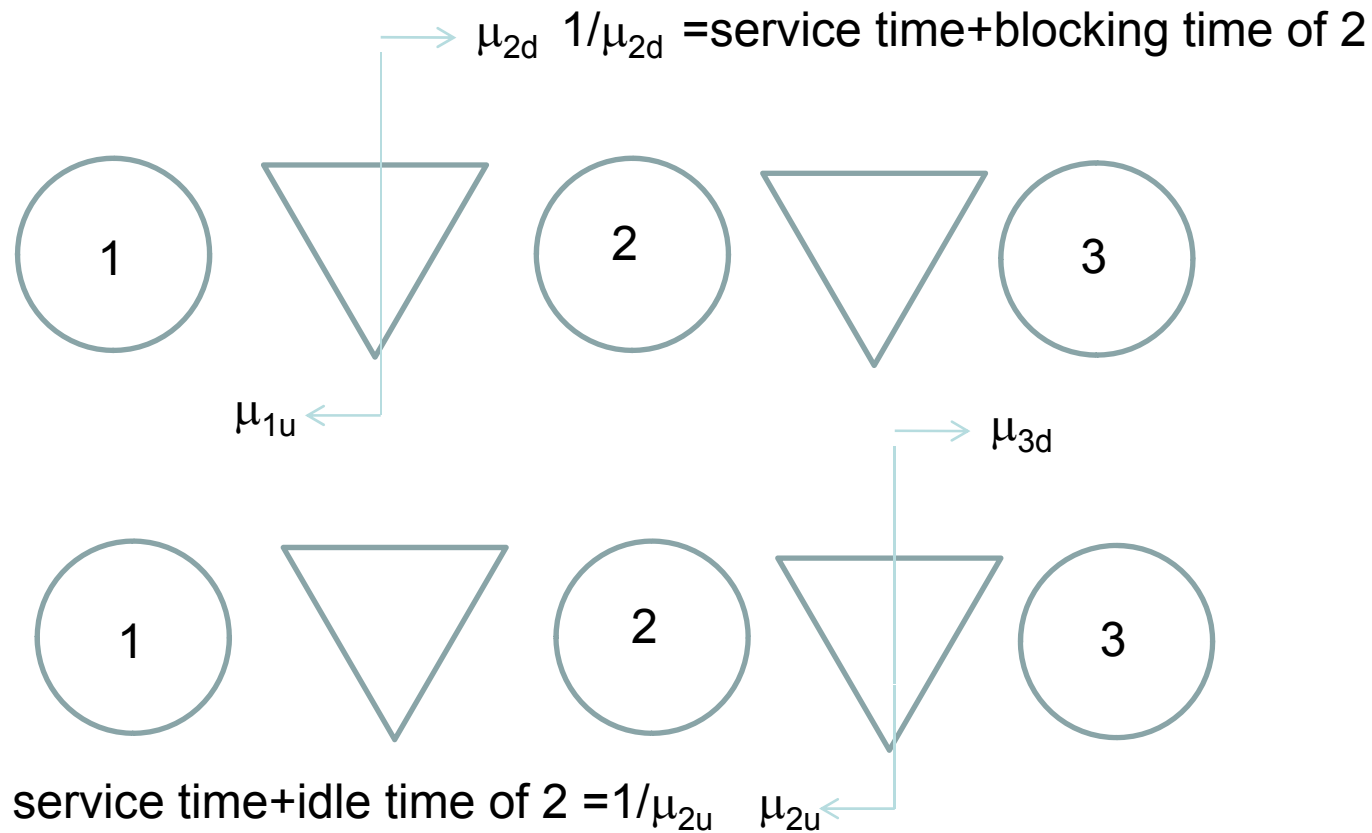 μ2d 1/μ2d =service time+blocking time of 2
1 2 3
μ1u
μ3d
1 2 3
service time+idle time of 2 =1/μ2u μ2u